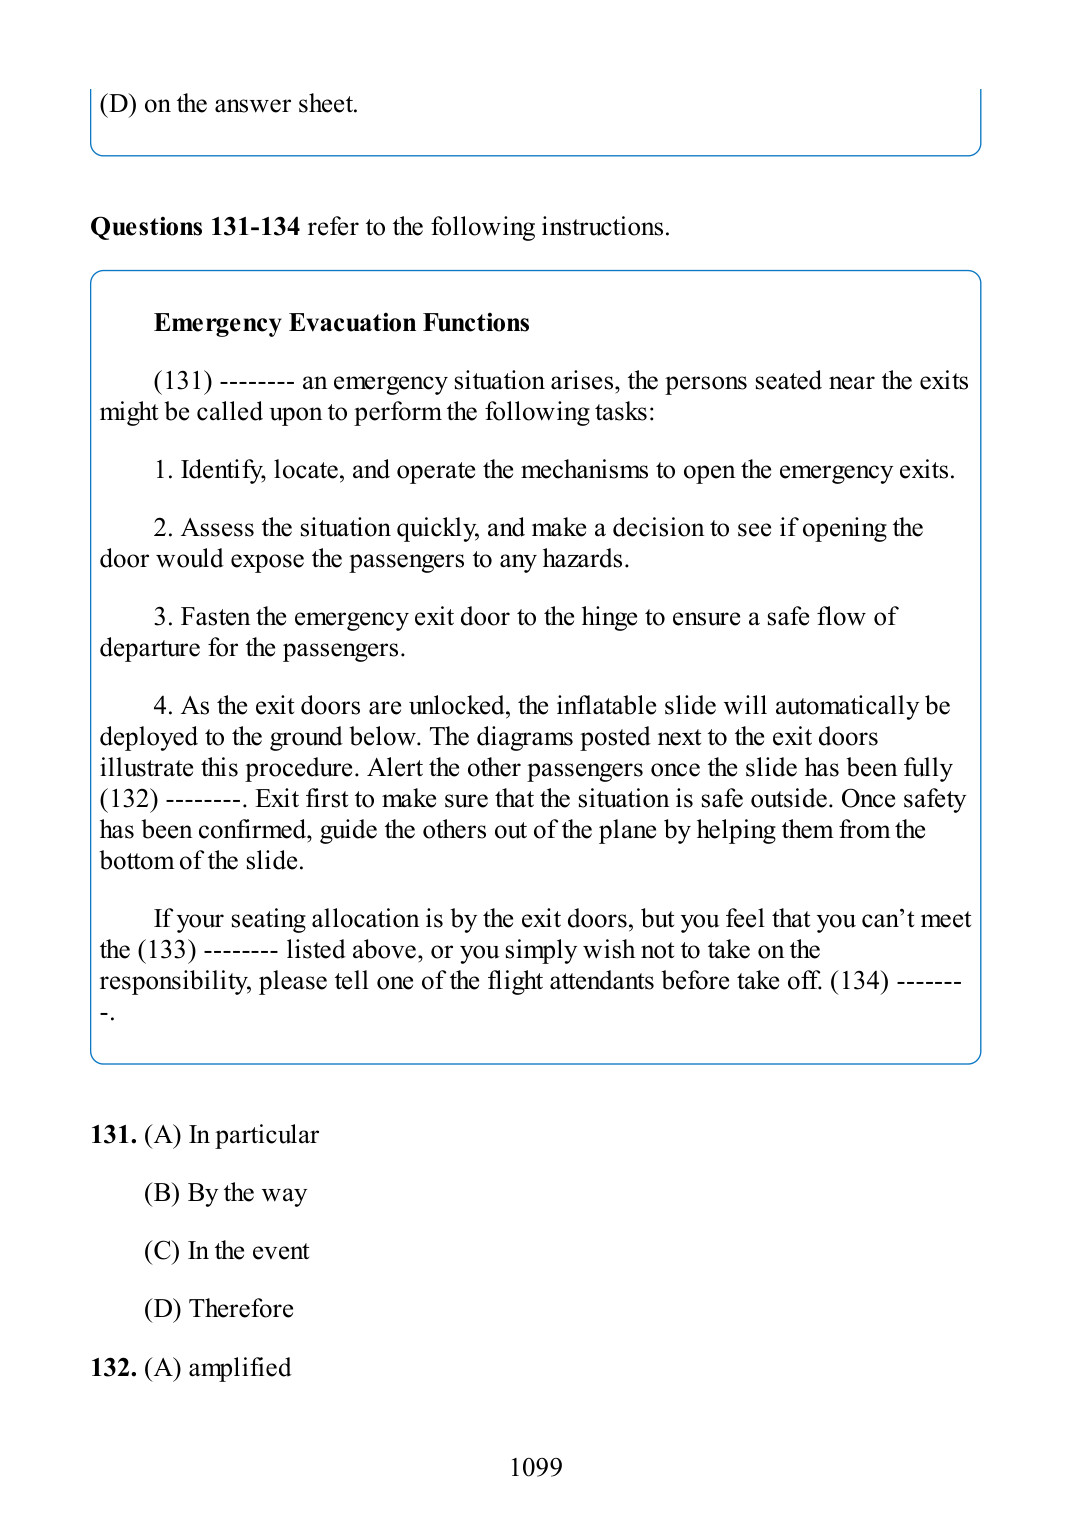 (D) on the answer sheet.
Questions 131-134 refer to the following instructions.
Emergency Evacuation Functions
(131) -------- an emergency situation arises, the persons seated near the exits
might be called upon to perform the following tasks:
1. Identify, locate, and operate the mechanisms to open the emergency exits.
2. Assess the situation quickly, and make a decision to see if opening the
door would expose the passengers to any hazards.
3. Fasten the emergency exit door to the hinge to ensure a safe flow of
departure for the passengers.
4. As the exit doors are unlocked, the inflatable slide will automatically be
deployed to the ground below. The diagrams posted next to the exit doors
illustrate this procedure. Alert the other passengers once the slide has been fully
(132) --------. Exit first to make sure that the situation is safe outside. Once safety
has been confirmed, guide the others out of the plane by helping them from the
bottom of the slide.
If your seating allocation is by the exit doors, but you feel that you can’t meet
the (133) -------- listed above, or you simply wish not to take on the
responsibility, please tell one of the flight attendants before take off. (134) -------
-.
131. (A) In particular
(B) By the way
(C) In the event
(D) Therefore
132. (A) amplified
1099